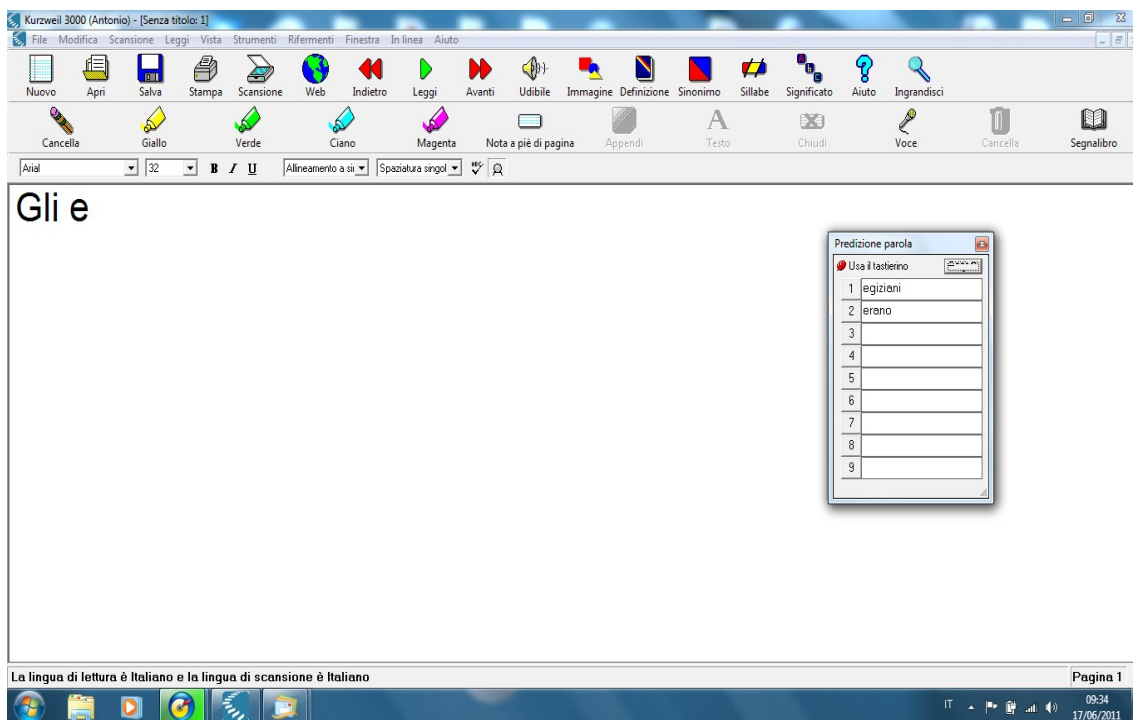 Kurzweil 3000 (Antonio) - [Senza titolo: 1]
File Modifica Scansione Leggi Vista Strumenti Riferimenti Finestra In linea Aiuto
Nuovo Apri Salva Stampa Scansione Web Indietro Leggi Avanti Udibile Immagine Definizione Sinonimo Sillabe Significato Aiuto Ingrandisci
Cancella Giallo Verde Ciano Magenta Nota a piè di pagina Appendi Testo Chiudi Voce Cancella Segnalibro
Arial 32 B I U Allineamento a si Spaziatura singol
Gli e
Predizione parola
Usa il tastierino
1 egiziani
2 erano
3
4
5
6
7
8
9
La lingua di lettura è Italiano e la lingua di scansione è Italiano Pagina 1
IT 09:34
17/06/2011